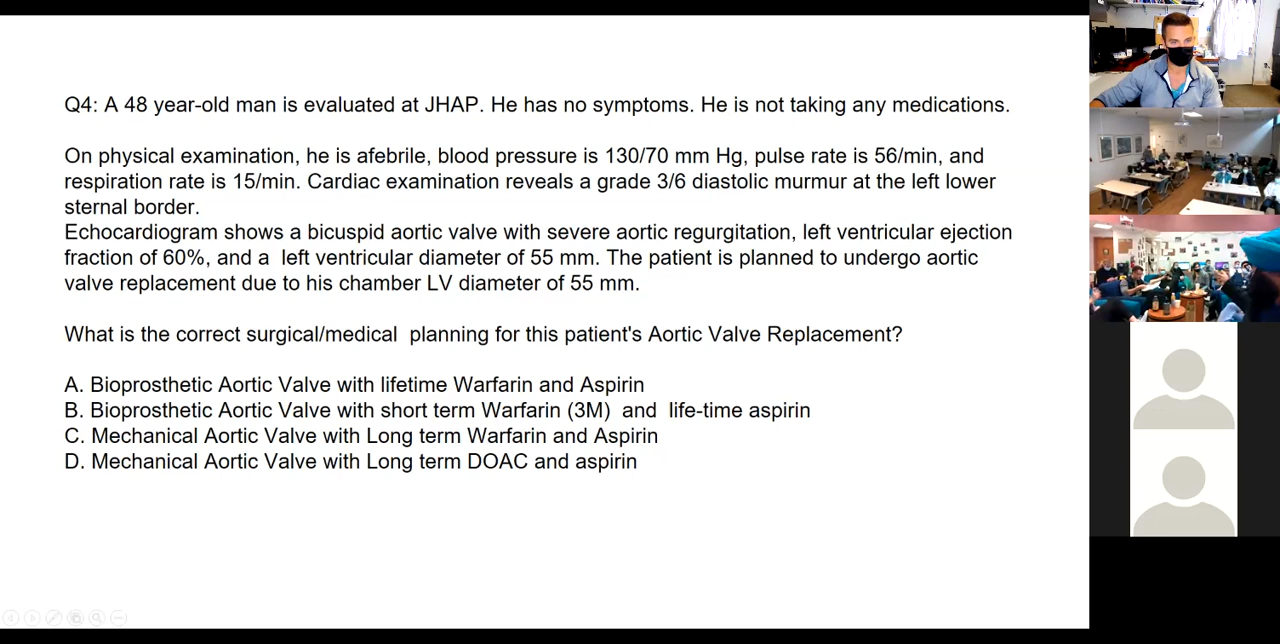 Q4: A 48 year-old man is evaluated at JHAP. He has no symptoms. He is not taking any medications.
On physical examination, he is afebrile, blood pressure is 130/70 mm Hg, pulse rate is 56/min, and
respiration rate is 15/min. Cardiac examination reveals a grade 3/6 diastolic murmur at the left lower
sternal border.
Echocardiogram shows a bicuspid aortic valve with severe aortic regurgitation, left ventricular ejection
fraction of 60%, and a  left ventricular diameter of 55 mm. The patient is planned to undergo aortic
valve replacement due to his chamber LV diameter of 55 mm.
What is the correct surgical/medical  planning for this patient's Aortic Valve Replacement?
A. Bioprosthetic Aortic Valve with lifetime Warfarin and Aspirin
B. Bioprosthetic Aortic Valve with short term Warfarin (3M)  and  life-time aspirin
C. Mechanical Aortic Valve with Long term Warfarin and Aspirin
D. Mechanical Aortic Valve with Long term DOAC and aspirin